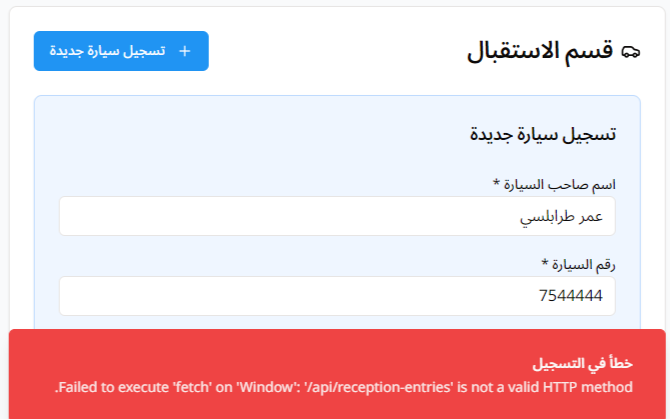 قسم الاستقبال
تسجيل سيارة جديدة +
تسجيل سيارة جديدة
اسم صاحب السيارة *
عمر طرابلسي
رقم السيارة *
7544444
خطأ في التسجيل
Failed to execute 'fetch' on 'Window': '/api/reception-entries' is not a valid HTTP method.